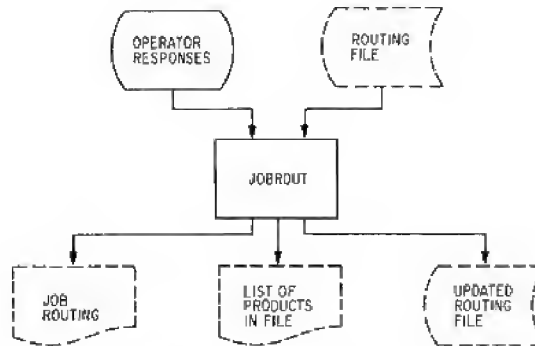 OPERATOR
RESPONSES
ROUTING
FILE
JOBROUT
JOB
ROUTING
LIST OF
PRODUCTS
IN FILE
UPDATED
ROUTING
FILE